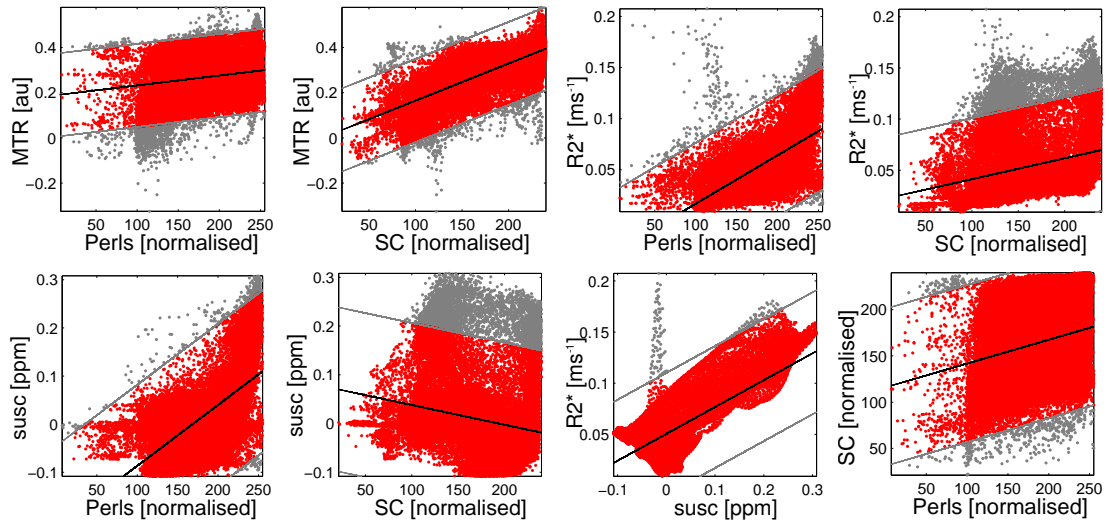 0.4
0.2
0
−0.2
MTR [au]
50 100 150 200 250
Perls [normalised]
0.4
0.2
0
−0.2
MTR [au]
50 100 150 200
SC [normalised]
0.2
0.15
0.1
0.05
R2* [ms⁻¹]
50 100 150 200 250
Perls [normalised]
0.2
0.15
0.1
0.05
R2* [ms⁻¹]
50 100 150 200
SC [normalised]
0.3
0.2
0.1
0
−0.1
susc [ppm]
50 100 150 200 250
Perls [normalised]
0.3
0.2
0.1
0
−0.1
susc [ppm]
50 100 150 200
SC [normalised]
0.2
0.15
0.1
0.05
R2* [ms⁻¹]
−0.1 0 0.1 0.2 0.3
susc [ppm]
200
150
100
50
SC [normalised]
50 100 150 200 250
Perls [normalised]